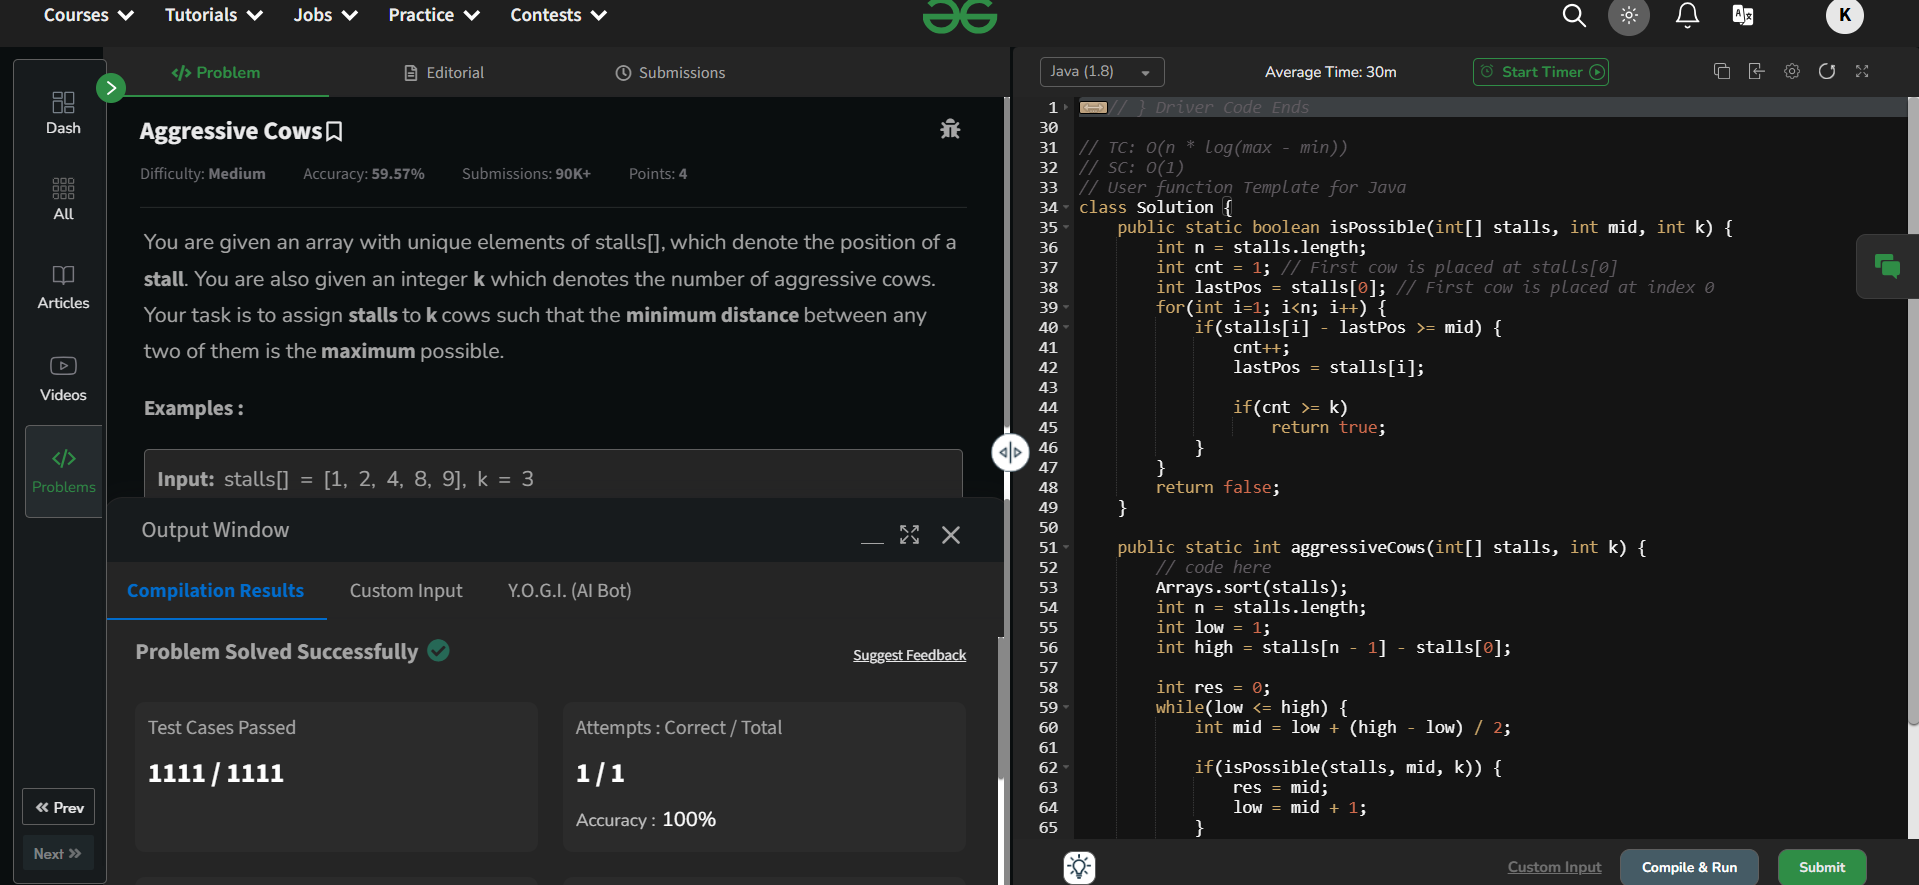 Courses Tutorials Jobs Practice Contests
K
Dash
All
Articles
Videos
Problems
Prev
Next
Problem Editorial Submissions
Aggressive Cows
Difficulty: Medium Accuracy: 59.57% Submissions: 90K+ Points: 4
You are given an array with unique elements of stalls[], which denote the position of a
stall. You are also given an integer k which denotes the number of aggressive cows.
Your task is to assign stalls to k cows such that the minimum distance between any
two of them is the maximum possible.
Examples :
Input: stalls[] = [1, 2, 4, 8, 9], k = 3
Output Window
Compilation Results Custom Input Y.O.G.I. (AI Bot)
Problem Solved Successfully
Suggest Feedback
Test Cases Passed
1111 / 1111
Attempts : Correct / Total
1 / 1
Accuracy : 100%
Java (1.8) Average Time: 30m Start Timer
1 // } Driver Code Ends
30
31 // TC: O(n * log(max - min))
32 // SC: O(1)
33 // User function Template for Java
34 class Solution {
35 public static boolean isPossible(int[] stalls, int mid, int k) {
36 int n = stalls.length;
37 int cnt = 1; // First cow is placed at stalls[0]
38 int lastPos = stalls[0]; // First cow is placed at index 0
39 for(int i=1; i<n; i++) {
40 if(stalls[i] - lastPos >= mid) {
41 cnt++;
42 lastPos = stalls[i];
43
44 if(cnt >= k)
45 return true;
46 }
47 }
48 return false;
49 }
50
51 public static int aggressiveCows(int[] stalls, int k) {
52 // code here
53 Arrays.sort(stalls);
54 int n = stalls.length;
55 int low = 1;
56 int high = stalls[n - 1] - stalls[0];
57
58 int res = 0;
59 while(low <= high) {
60 int mid = low + (high - low) / 2;
61
62 if(isPossible(stalls, mid, k)) {
63 res = mid;
64 low = mid + 1;
65 }
Custom Input Compile & Run Submit